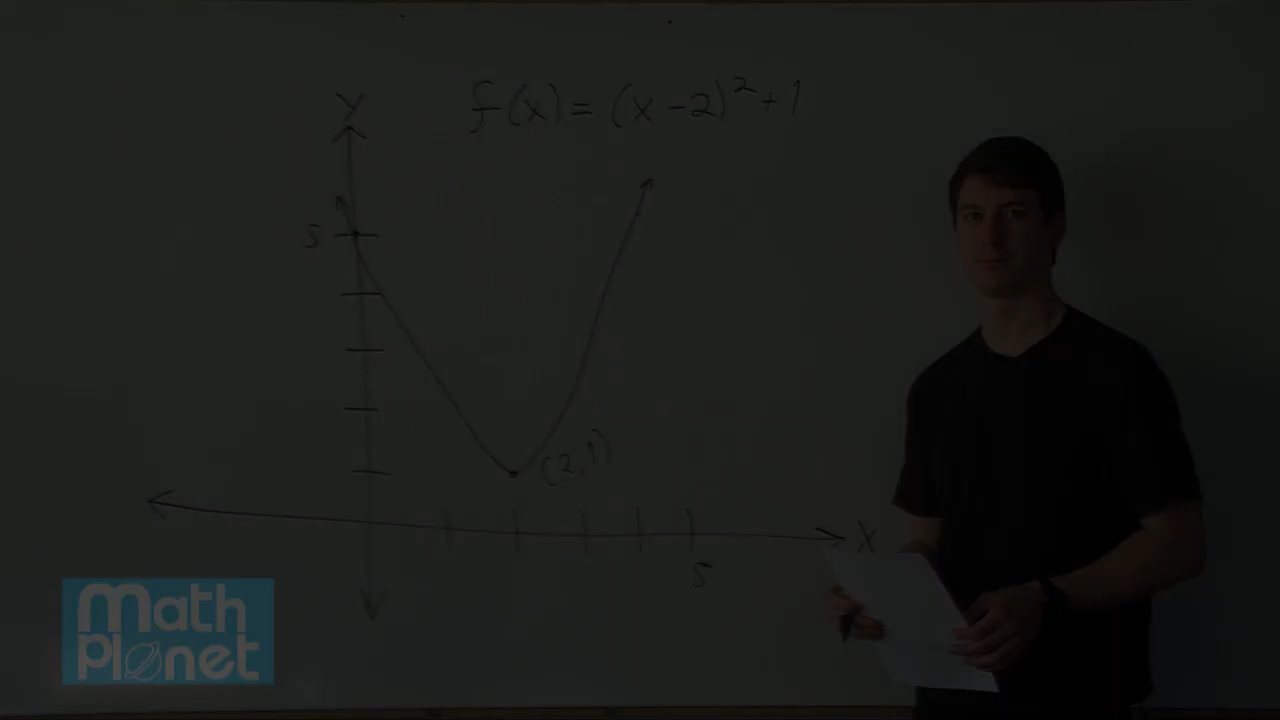 f(x) = (x-2)² + 1
y
5
(2,1)
x
5
Math
Planet